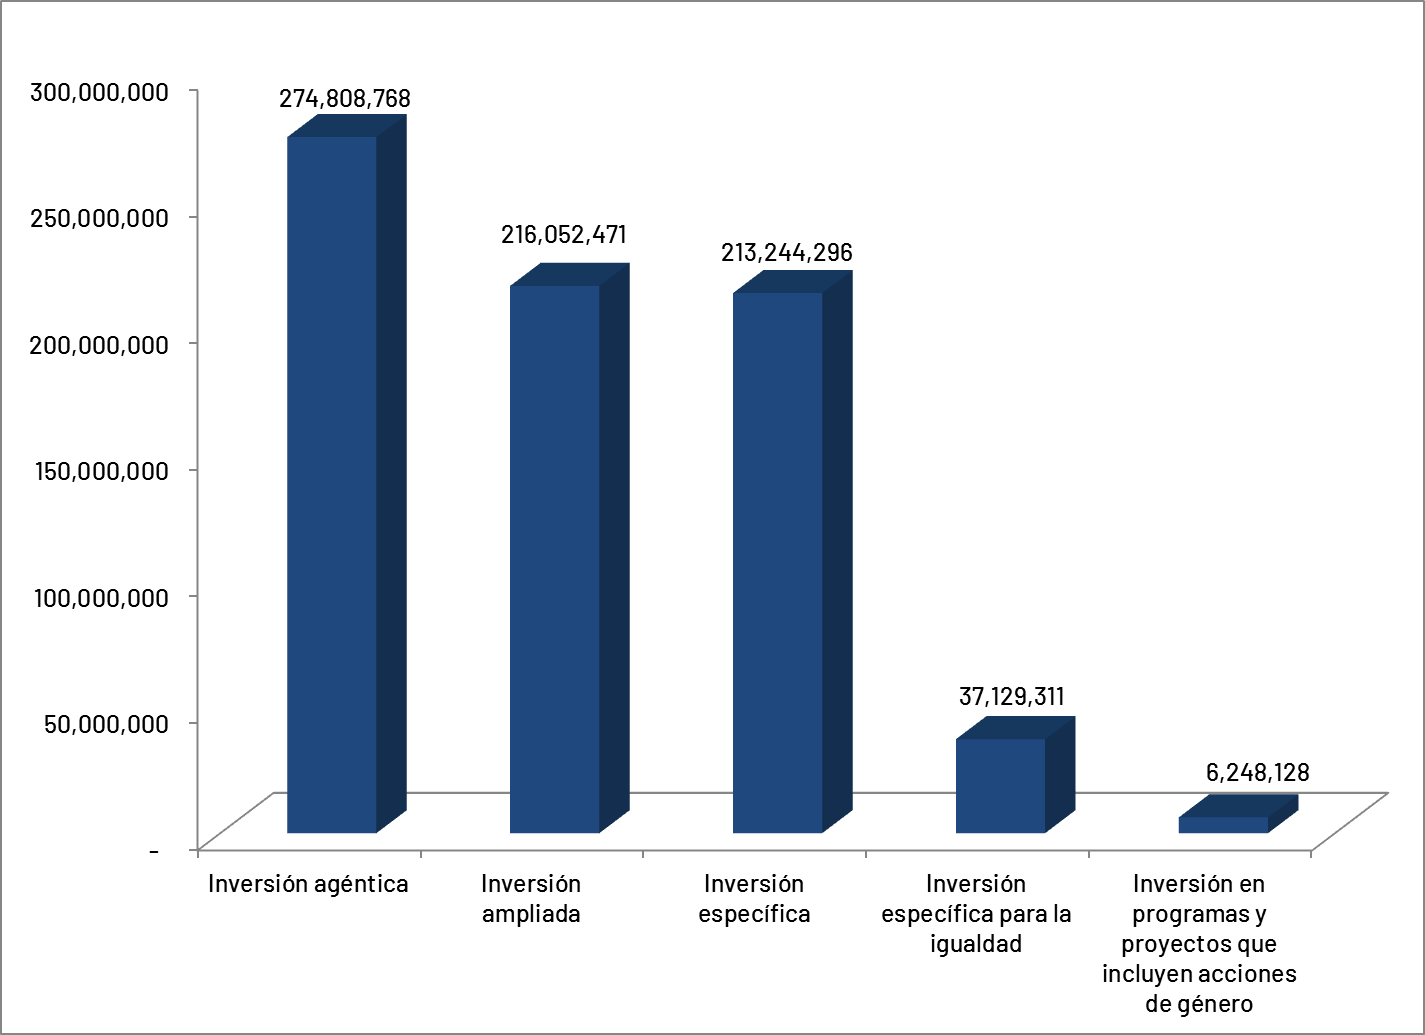 300,000,000
250,000,000
200,000,000
150,000,000
100,000,000
50,000,000
-
274,808,768
216,052,471
213,244,296
37,129,311
6,248,128
Inversión agéntica
Inversión
ampliada
Inversión
específica
Inversión
específica para la
igualdad
Inversión en
programas y
proyectos que
incluyen acciones
de género